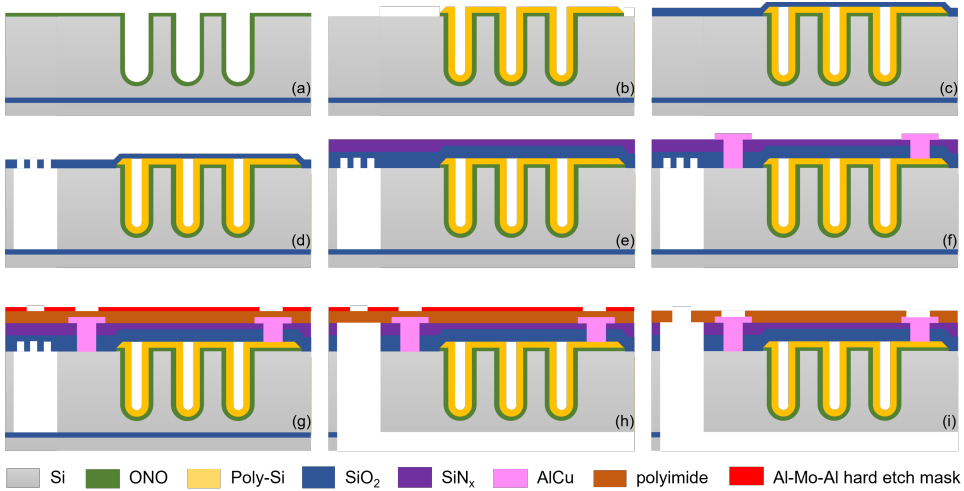 (a)
(b)
(c)
(d)
(e)
(f)
(g)
(h)
(i)
Si ONO Poly-Si SiO₂ SiNₓ AlCu polyimide Al-Mo-Al hard etch mask